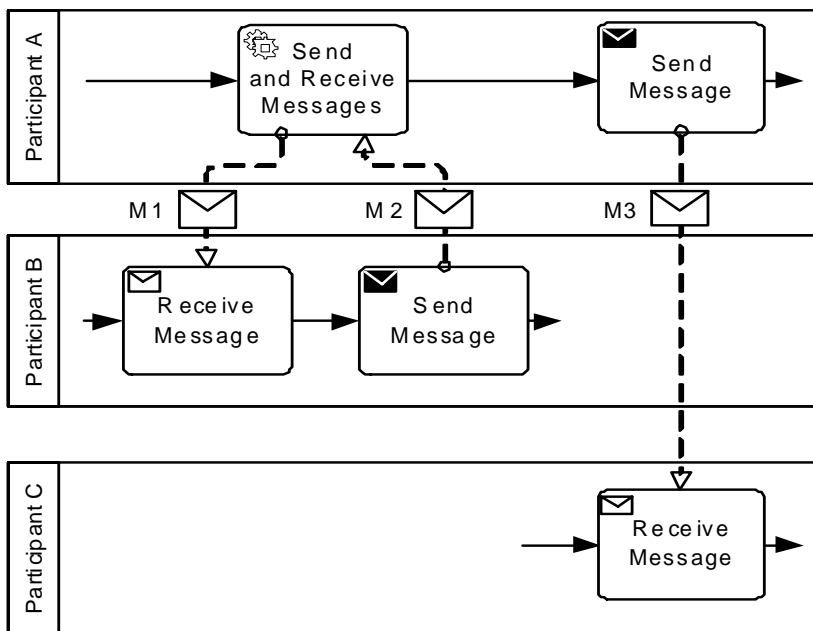 Participant A
Send
and Receive
Messages
Send
Message
M1
M2
M3
Participant B
Receive
Message
Send
Message
Participant C
Receive
Message